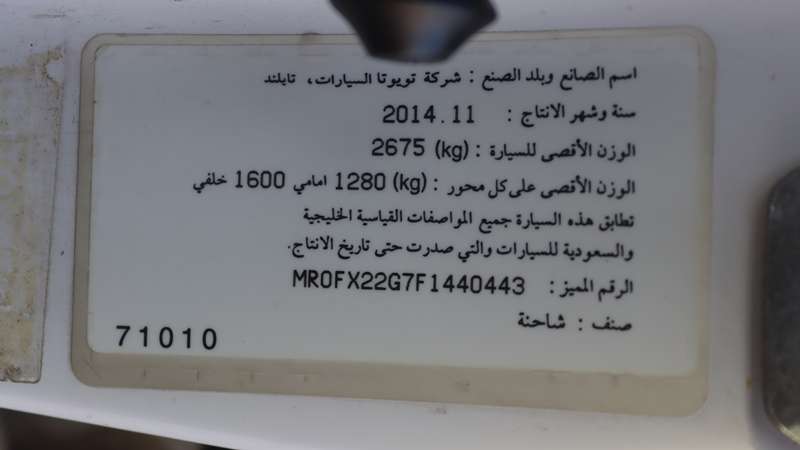 اسم الصانع وبلد الصنع : شركة تويوتا السيارات، تايلند
سنة وشهر الانتاج : 2014.11
الوزن الأقصى للسيارة : (kg) 2675
الوزن الأقصى على كل محور : (kg) 1280 امامي 1600 خلفي
تطابق هذه السيارة جميع المواصفات القياسية الخليجية
والسعودية للسيارات والتي صدرت حتى تاريخ الانتاج.
الرقم المميز : MR0FX22G7F1440443
صنف : شاحنة
71010